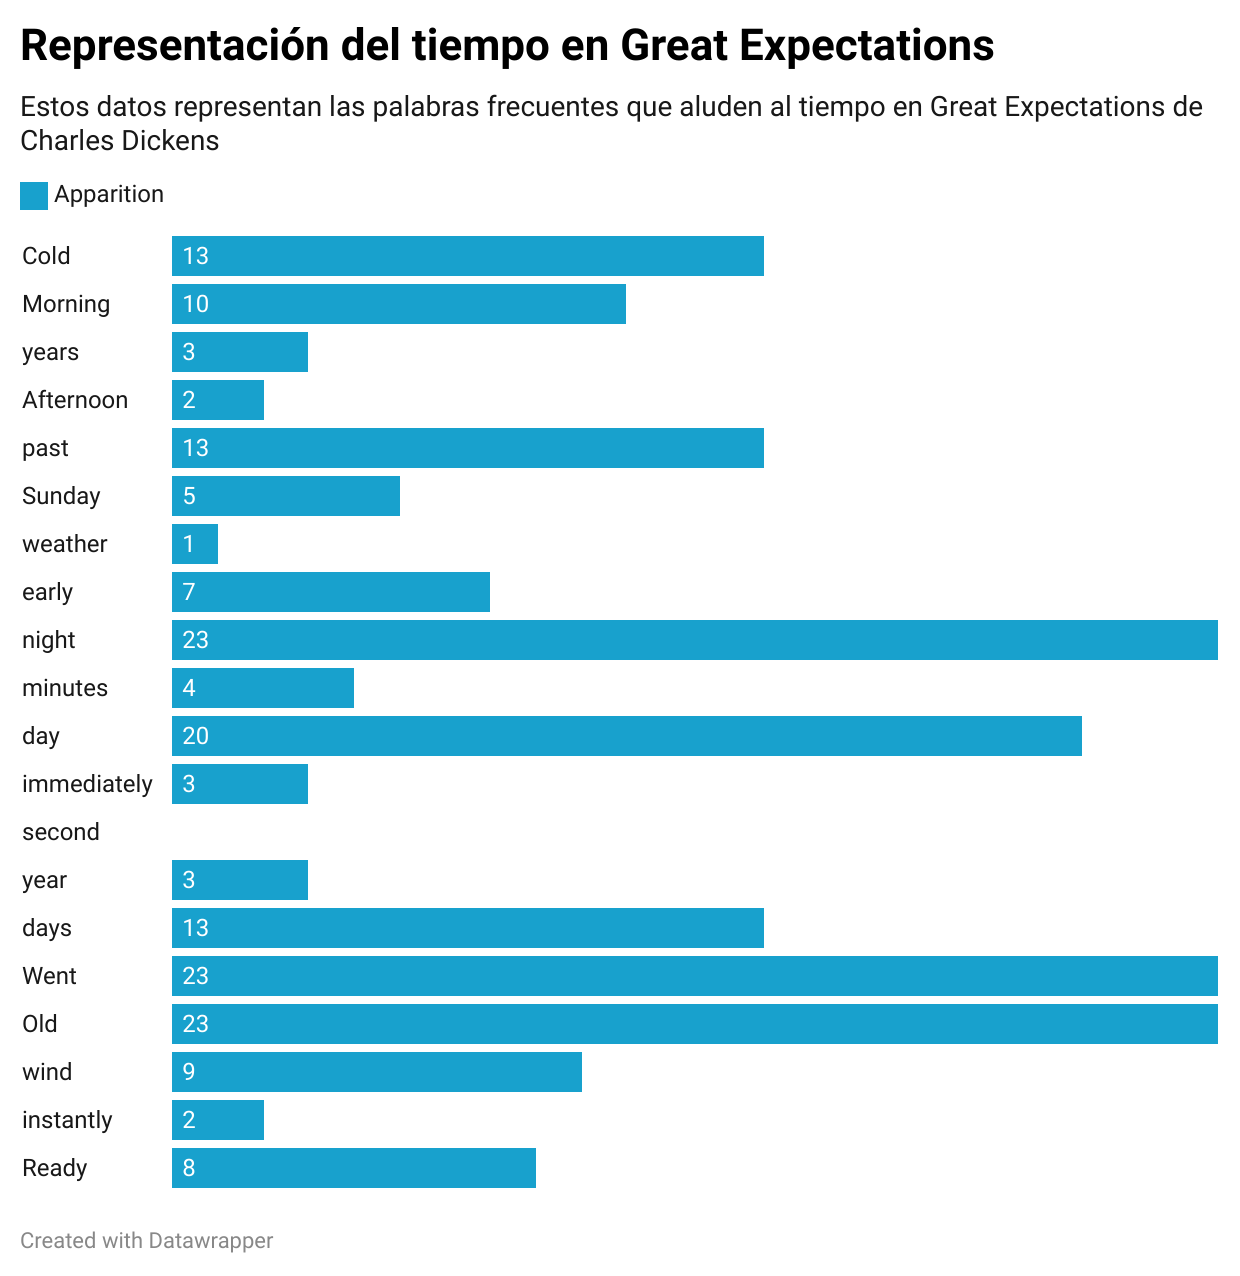 Representación del tiempo en Great Expectations
Estos datos representan las palabras frecuentes que aluden al tiempo en Great Expectations de
Charles Dickens
Apparition
Cold 13
Morning 10
years 3
Afternoon 2
past 13
Sunday 5
weather 1
early 7
night 23
minutes 4
day 20
immediately 3
second
year 3
days 13
Went 23
Old 23
wind 9
instantly 2
Ready 8
Created with Datawrapper